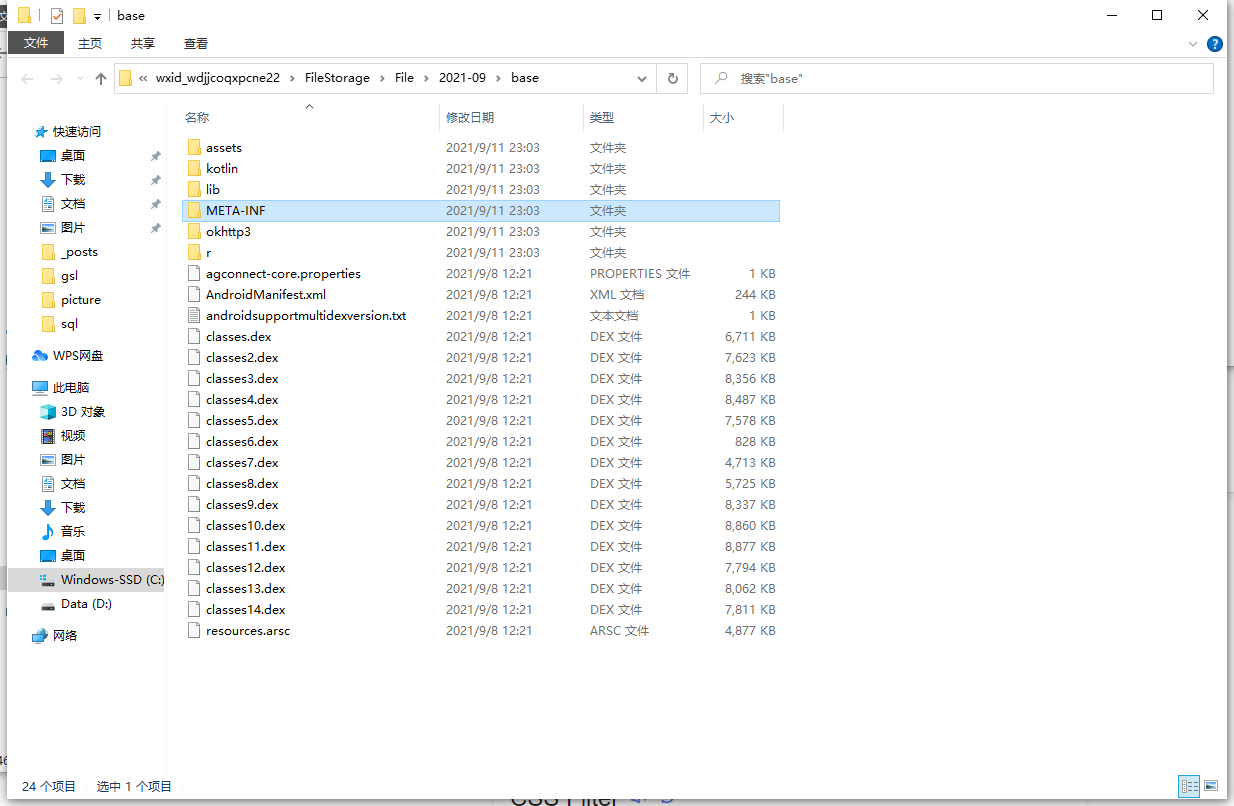 base
文件 主页 共享 查看
« wxid_wdjjcoqxpcne22 › FileStorage › File › 2021-09 › base 搜索"base"
名称 修改日期 类型 大小
快速访问
桌面
下载
文档
图片
_posts
gsl
picture
sql
WPS网盘
此电脑
3D 对象
视频
图片
文档
下载
音乐
桌面
Windows-SSD (C:)
Data (D:)
网络
assets 2021/9/11 23:03 文件夹
kotlin 2021/9/11 23:03 文件夹
lib 2021/9/11 23:03 文件夹
META-INF 2021/9/11 23:03 文件夹
okhttp3 2021/9/11 23:03 文件夹
r 2021/9/11 23:03 文件夹
agconnect-core.properties 2021/9/8 12:21 PROPERTIES 文件 1 KB
AndroidManifest.xml 2021/9/8 12:21 XML 文档 244 KB
androidsupportmultidexversion.txt 2021/9/8 12:21 文本文档 1 KB
classes.dex 2021/9/8 12:21 DEX 文件 6,711 KB
classes2.dex 2021/9/8 12:21 DEX 文件 7,623 KB
classes3.dex 2021/9/8 12:21 DEX 文件 8,356 KB
classes4.dex 2021/9/8 12:21 DEX 文件 8,487 KB
classes5.dex 2021/9/8 12:21 DEX 文件 7,578 KB
classes6.dex 2021/9/8 12:21 DEX 文件 828 KB
classes7.dex 2021/9/8 12:21 DEX 文件 4,713 KB
classes8.dex 2021/9/8 12:21 DEX 文件 5,725 KB
classes9.dex 2021/9/8 12:21 DEX 文件 8,337 KB
classes10.dex 2021/9/8 12:21 DEX 文件 8,860 KB
classes11.dex 2021/9/8 12:21 DEX 文件 8,877 KB
classes12.dex 2021/9/8 12:21 DEX 文件 7,794 KB
classes13.dex 2021/9/8 12:21 DEX 文件 8,062 KB
classes14.dex 2021/9/8 12:21 DEX 文件 7,811 KB
resources.arsc 2021/9/8 12:21 ARSC 文件 4,877 KB
24 个项目 选中 1 个项目